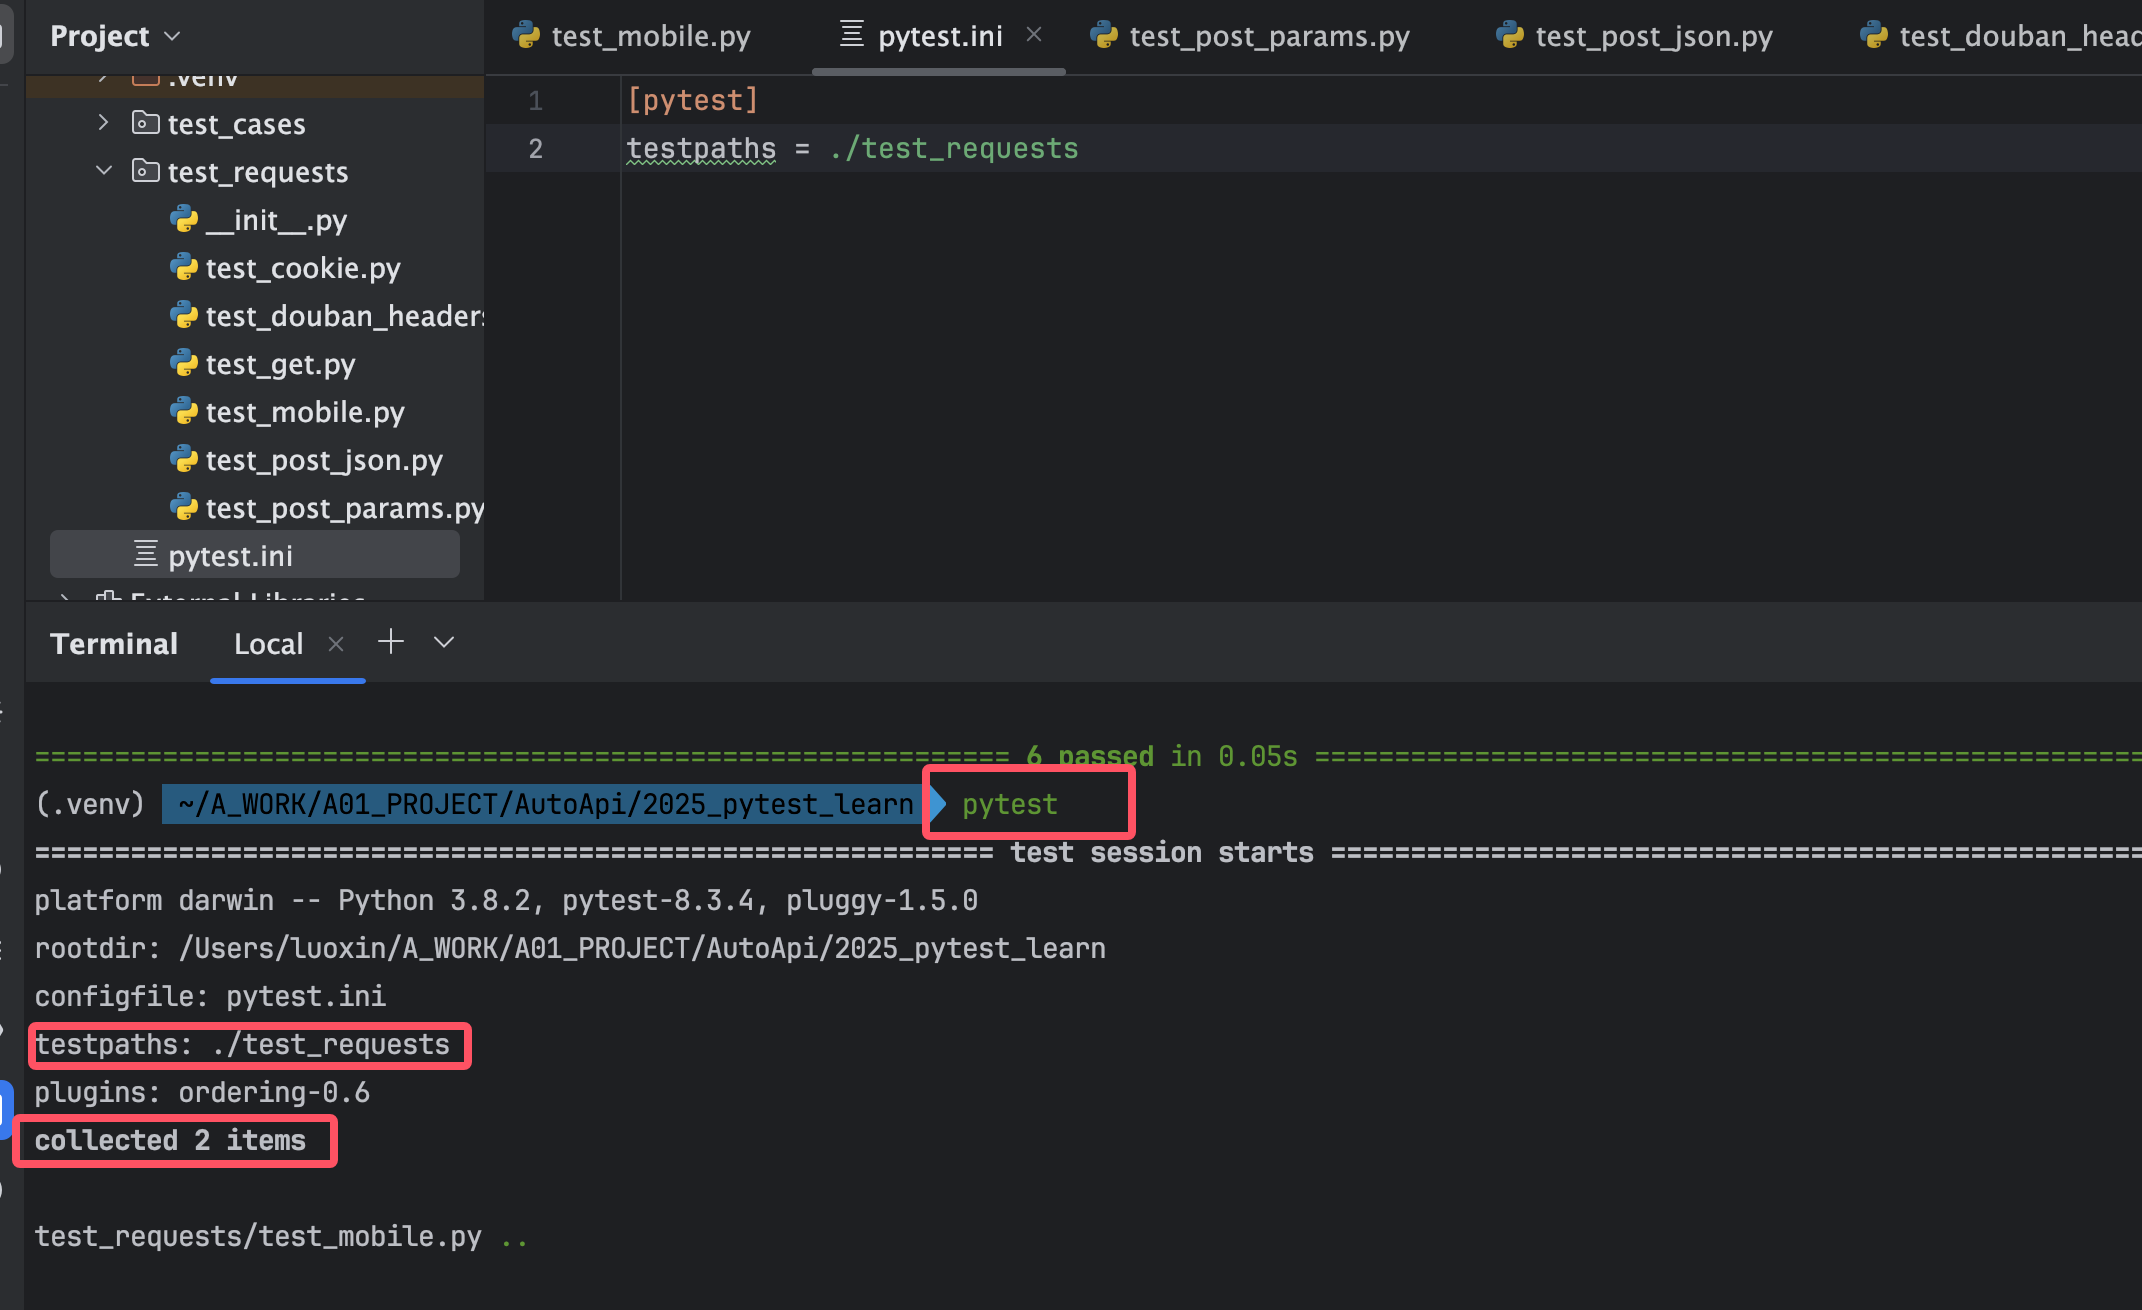 Project
test_mobile.py
pytest.ini
test_post_params.py
test_post_json.py
test_douban_head
.venv
test_cases
test_requests
__init__.py
test_cookie.py
test_douban_headers
test_get.py
test_mobile.py
test_post_json.py
test_post_params.py
pytest.ini
External Libraries
1 [pytest]
2 testpaths = ./test_requests
Terminal Local
============================================================= 6 passed in 0.05s ====================================================
(.venv) ~/A_WORK/A01_PROJECT/AutoApi/2025_pytest_learn pytest
============================================================ test session starts ===================================================
platform darwin -- Python 3.8.2, pytest-8.3.4, pluggy-1.5.0
rootdir: /Users/luoxin/A_WORK/A01_PROJECT/AutoApi/2025_pytest_learn
configfile: pytest.ini
testpaths: ./test_requests
plugins: ordering-0.6
collected 2 items
test_requests/test_mobile.py ..